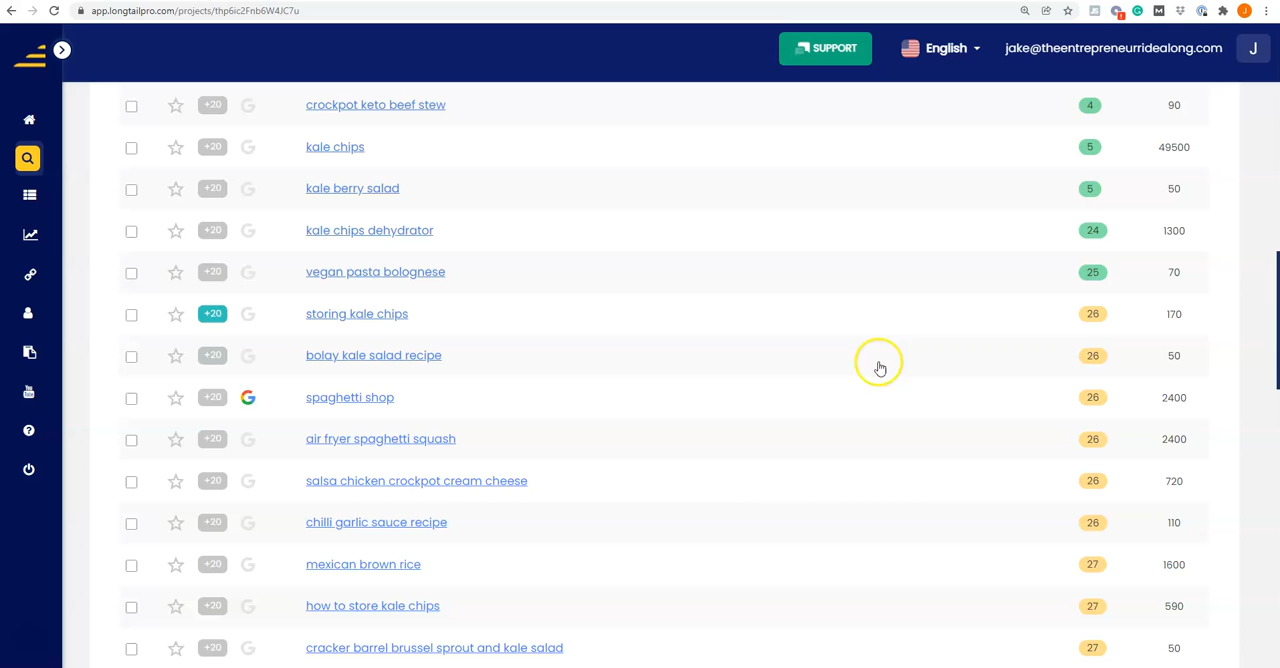 app.longtailpro.com/projects/thp6ic2Fnb6W4JC7u
SUPPORT
English
jake@theentrepreneurridealong.com
J
+20 crockpot keto beef stew 4 90
+20 kale chips 5 49500
+20 kale berry salad 5 50
+20 kale chips dehydrator 24 1300
+20 vegan pasta bolognese 25 70
+20 storing kale chips 26 170
+20 bolay kale salad recipe 26 50
+20 spaghetti shop 26 2400
+20 air fryer spaghetti squash 26 2400
+20 salsa chicken crockpot cream cheese 26 720
+20 chilli garlic sauce recipe 26 110
+20 mexican brown rice 27 1600
+20 how to store kale chips 27 590
+20 cracker barrel brussel sprout and kale salad 27 50